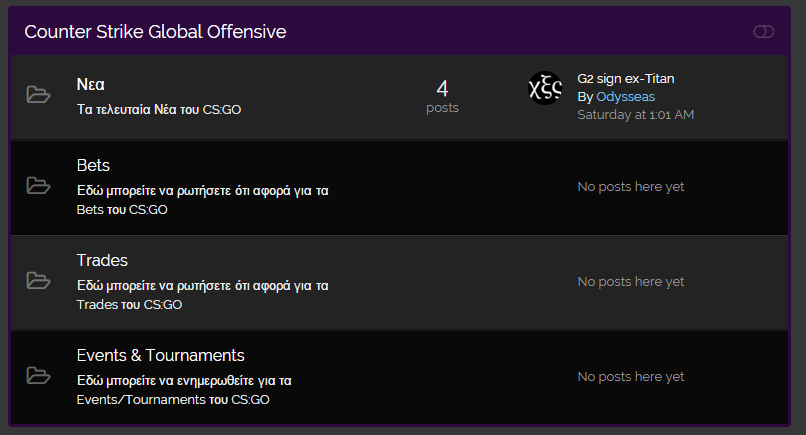 Counter Strike Global Offensive
Νεα
Τα τελευταία Νέα του CS:GO
4
posts
χξς
G2 sign ex-Titan
By Odysseas
Saturday at 1:01 AM
Bets
Εδώ μπορείτε να ρωτήσετε ότι αφορά για τα
Bets του CS:GO
No posts here yet
Trades
Εδώ μπορείτε να ρωτήσετε ότι αφορά για τα
Trades του CS:GO
No posts here yet
Events & Tournaments
Εδώ μπορείτε να ενημερωθείτε για τα
Events/Tournaments του CS:GO
No posts here yet